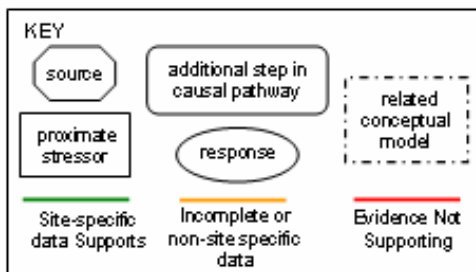 KEY
source
additional step in
causal pathway
proximate
stressor
response
related
conceptual
model
Site-specific
data Supports
Incomplete or
non-site specific
data
Evidence Not
Supporting